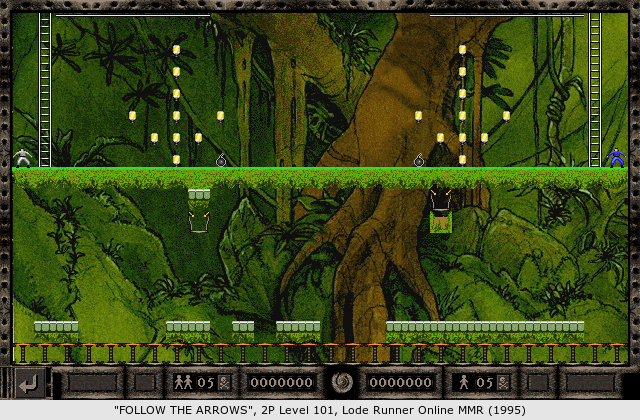 05 0000000 0000000 05
"FOLLOW THE ARROWS", 2P Level 101, Lode Runner Online MMR (1995)